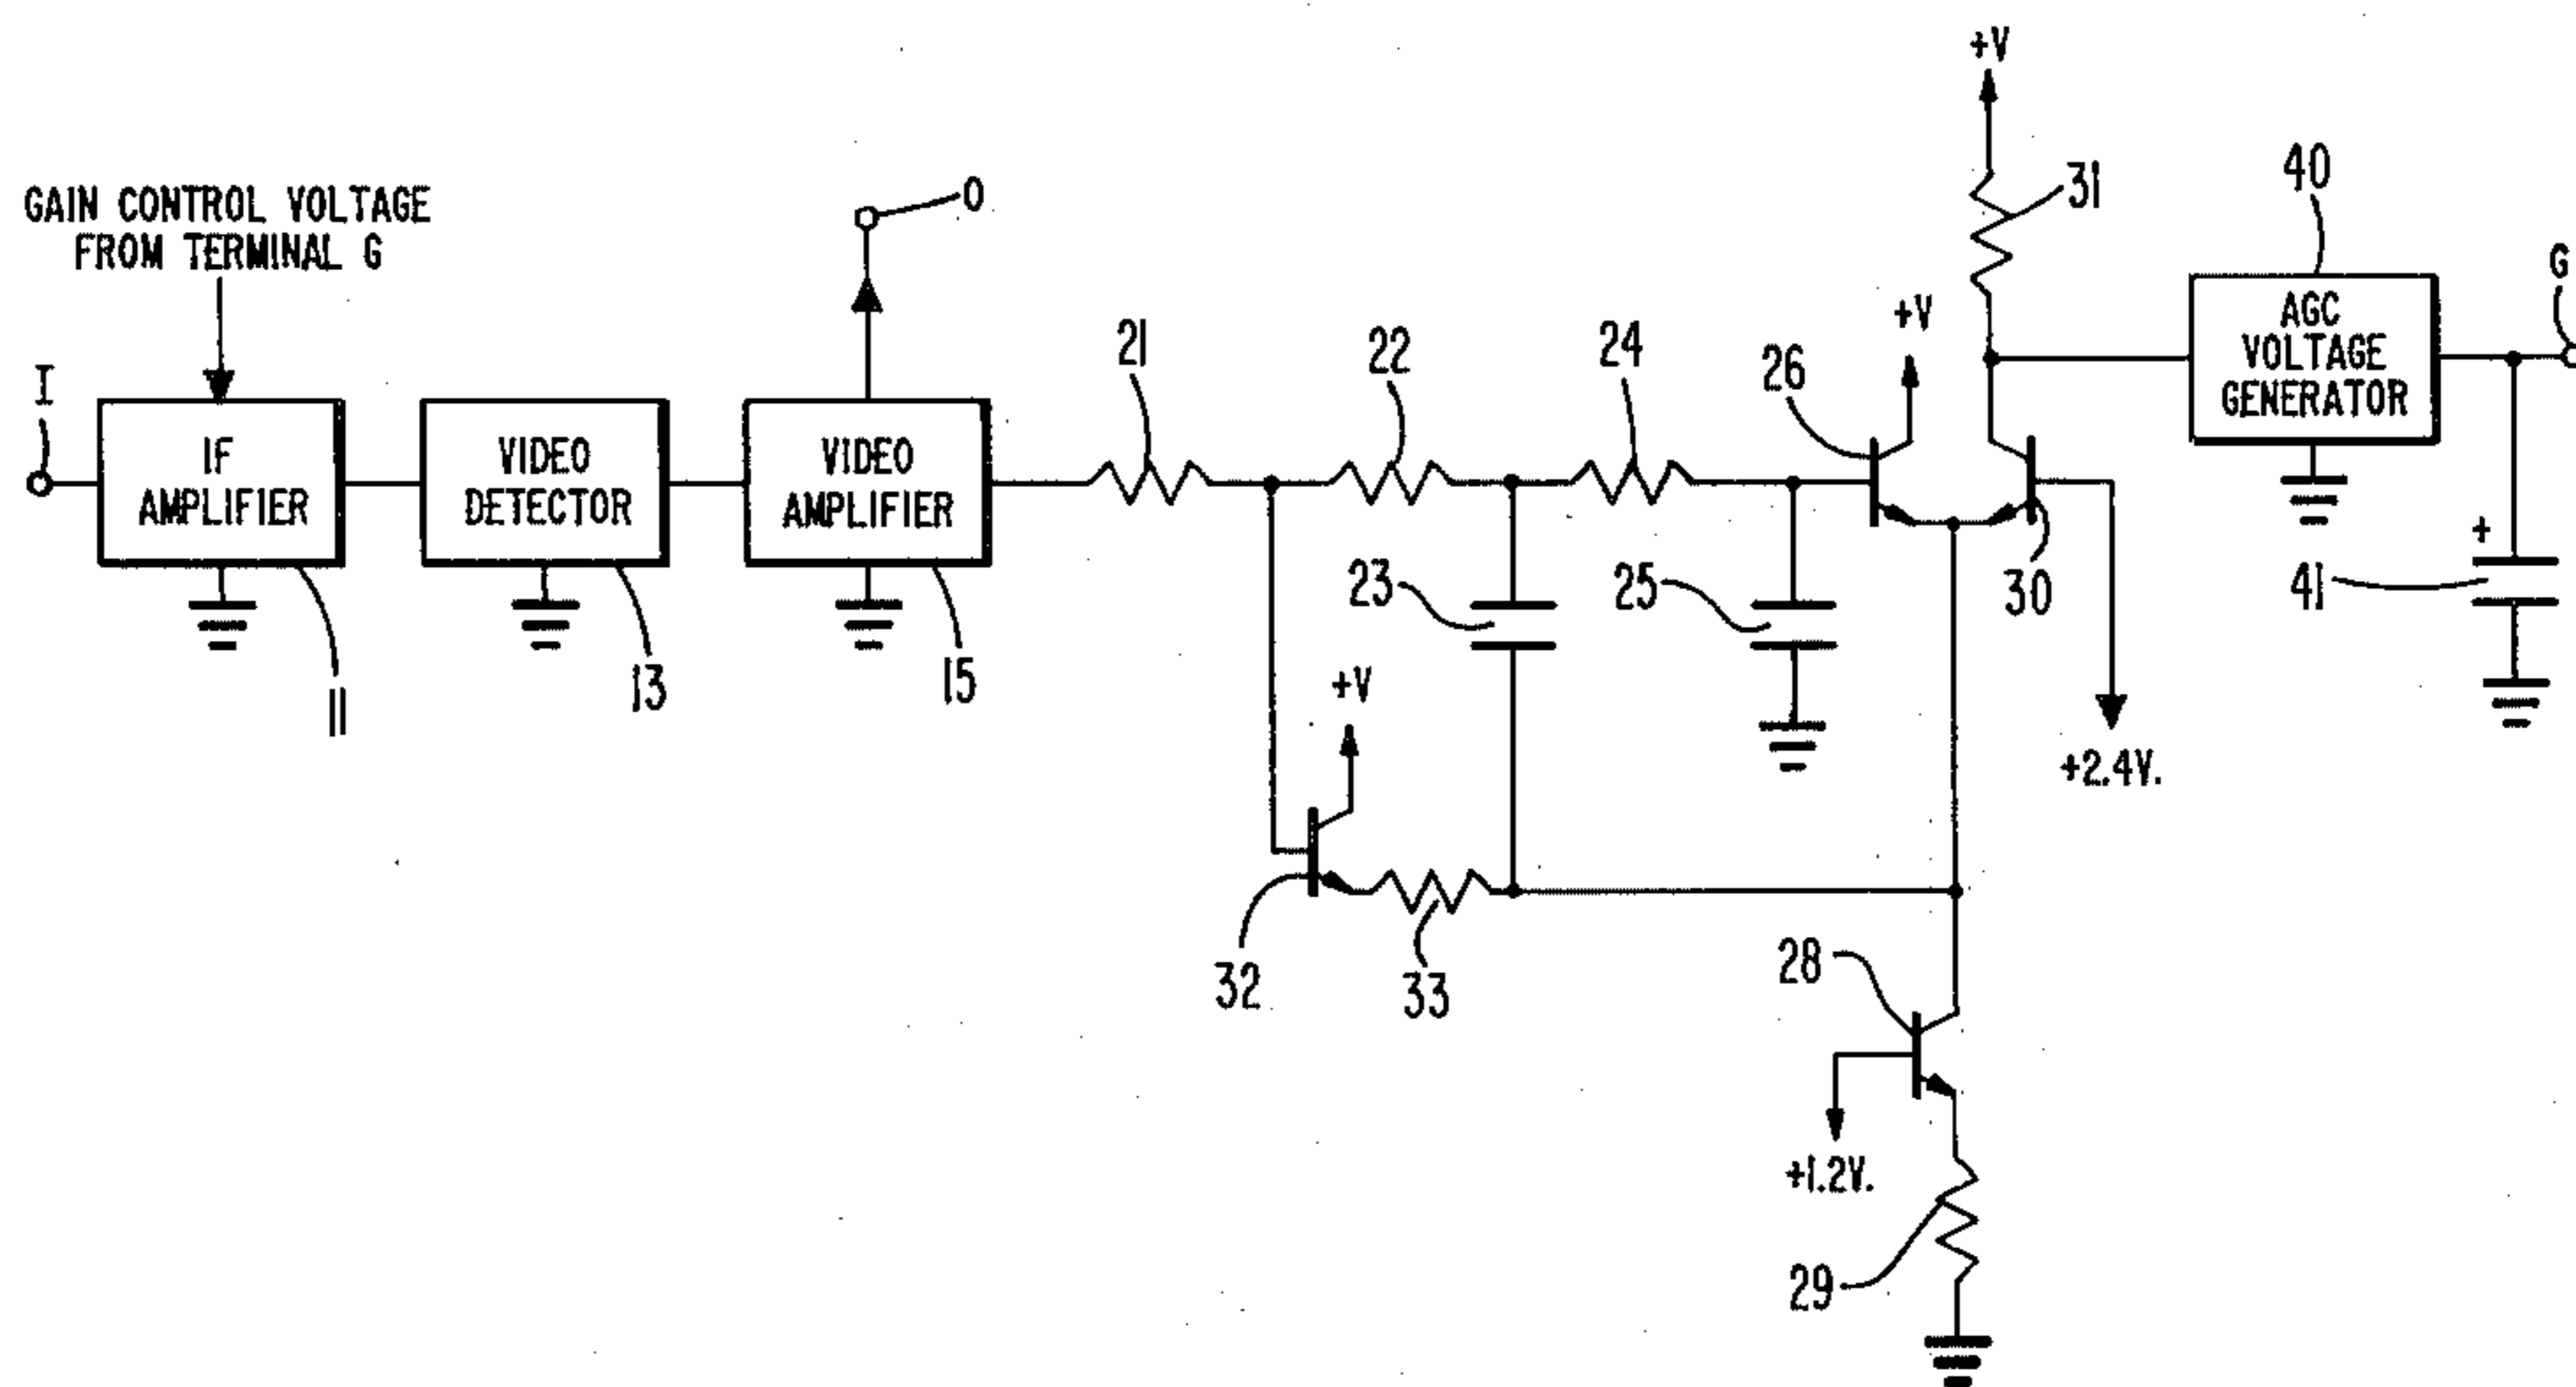 +V
GAIN CONTROL VOLTAGE
FROM TERMINAL G
O
31
40
G
I
21
22
24
26
+V
AGC
VOLTAGE
GENERATOR
IF
AMPLIFIER
VIDEO
DETECTOR
VIDEO
AMPLIFIER
23
25
30
41
+
11
13
15
+V
+2.4V.
32
33
28
+1.2V.
29